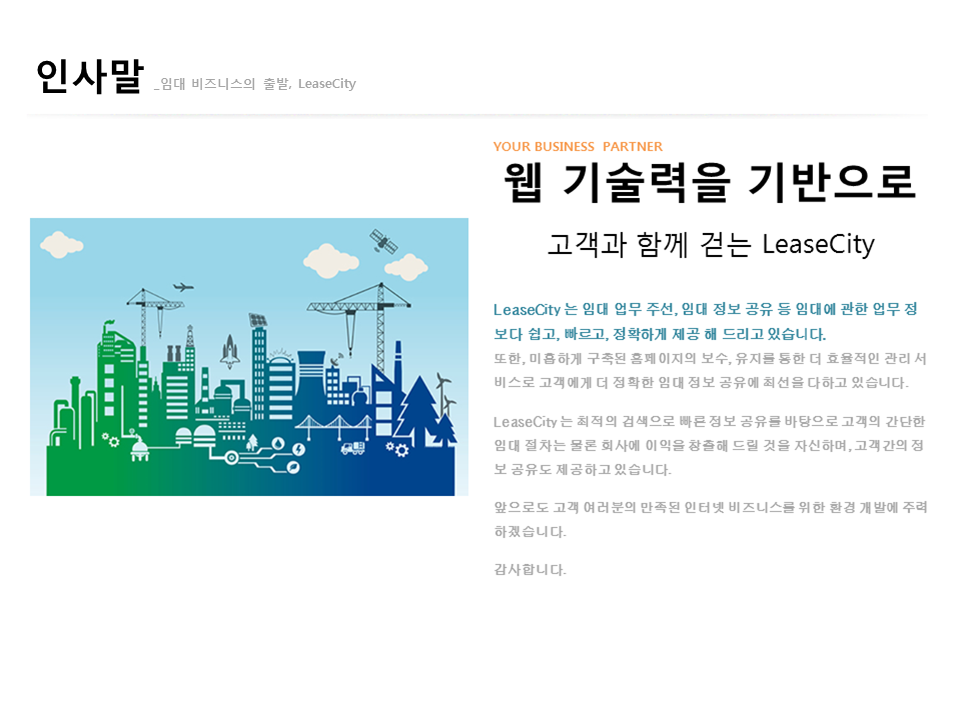 인사말 _임대 비즈니스의 출발, LeaseCity
YOUR BUSINESS PARTNER
웹 기술력을 기반으로
고객과 함께 걷는 LeaseCity
LeaseCity 는 임대 업무 주선, 임대 정보 공유 등 임대에 관한 업무 정
보다 쉽고, 빠르고, 정확하게 제공 해 드리고 있습니다.
또한, 미흡하게 구축된 홈페이지의 보수, 유지를 통한 더 효율적인 관리 서
비스로 고객에게 더 정확한 임대 정보 공유에 최선을 다하고 있습니다.
LeaseCity 는 최적의 검색으로 빠른 정보 공유를 바탕으로 고객의 간단한
임대 절차는 물론 회사에 이익을 창출해 드릴 것을 자신하며, 고객간의 정
보 공유도 제공하고 있습니다.
앞으로도 고객 여러분의 만족된 인터넷 비즈니스를 위한 환경 개발에 주력
하겠습니다.
감사합니다.